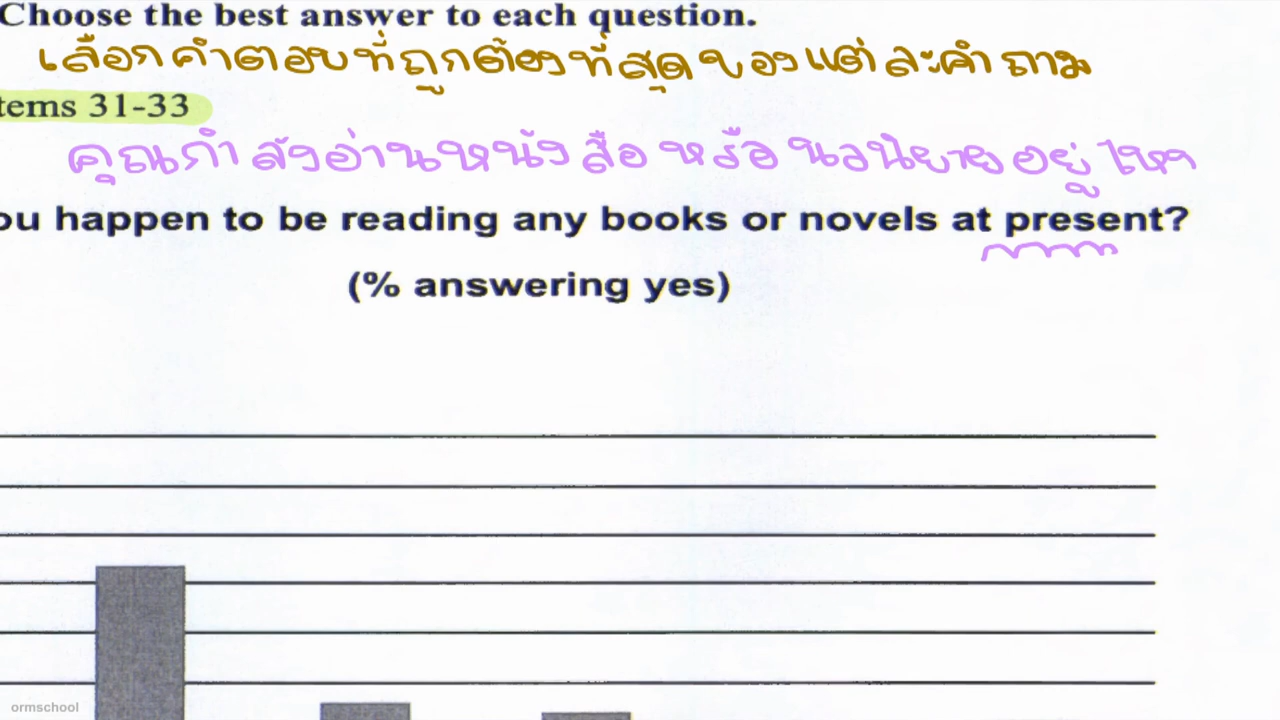 Choose the best answer to each question.
เลือกคำตอบที่ถูกต้องที่สุดของแต่ละคำถาม
tems 31-33
คุณกำลังอ่านหนังสือ หรือ นวนิยายอยู่ไหม
ou happen to be reading any books or novels at present?
(% answering yes)
ormschool